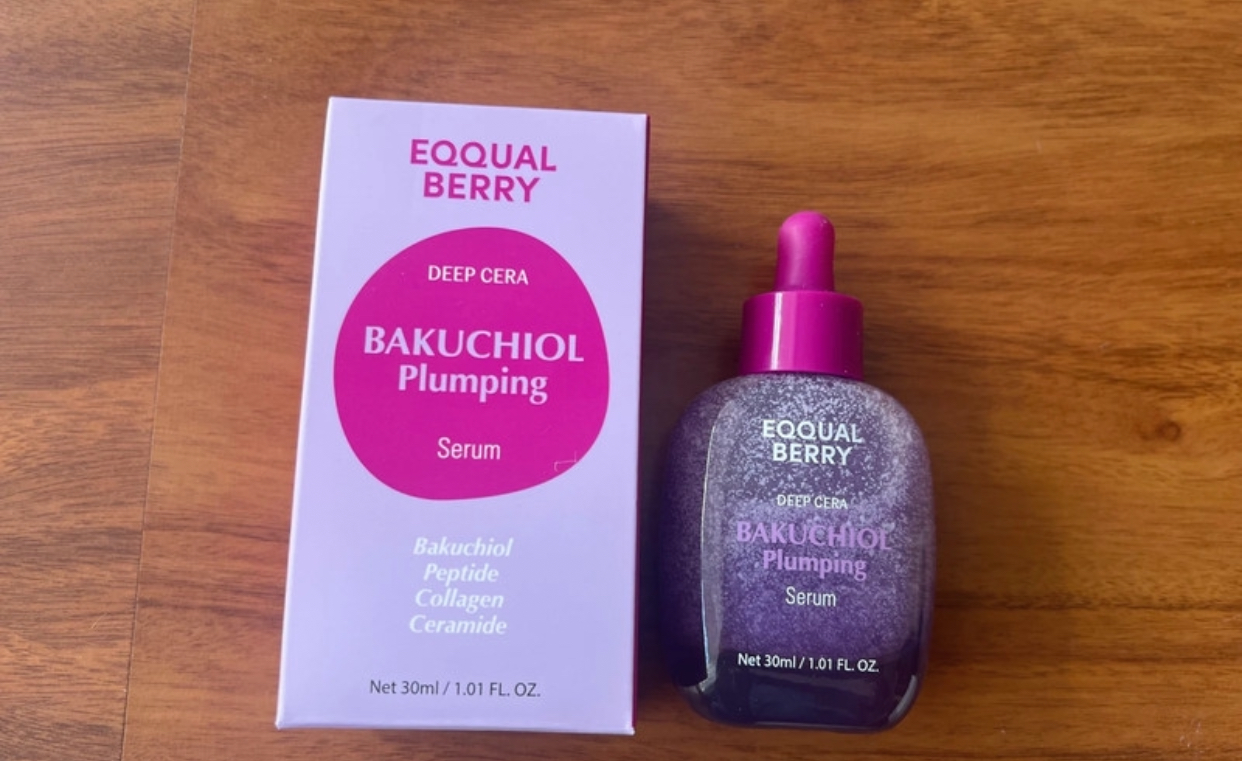 EQQUAL
BERRY
DEEP CERA
BAKUCHIOL
Plumping
Serum
Bakuchiol
Peptide
Collagen
Ceramide
Net 30ml / 1.01 FL. OZ.
EQQUAL
BERRY
DEEP CERA
BAKUCHIOL
Plumping
Serum
Net 30ml / 1.01 FL. OZ.